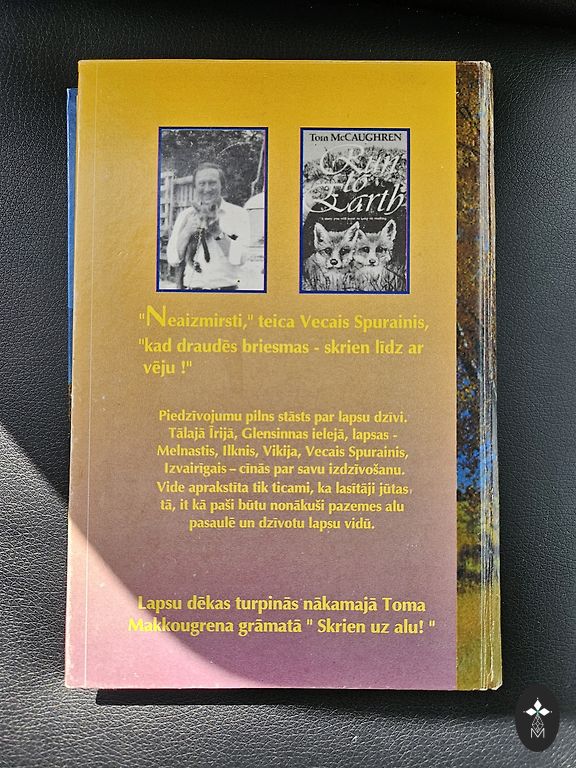 Tom McCAUGHREN
Run
to
Earth
"Neaizmirsti," teica Vecais Spurainis,
"kad draudēs briesmas - skrien līdz ar
vēju !"
Piedzīvojumu pilns stāsts par lapsu dzīvi.
Tālajā Īrijā, Glensinnas ielejā, lapsas -
Melnastis, Ilknis, Vikija, Vecais Spurainis,
Izvairīgais – cīnās par savu izdzīvošanu.
Vide aprakstīta tik ticami, ka lasītāji jūtas,
tā, it kā paši būtu nonākuši pazemes alu
pasaulē un dzīvotu lapsu vidū.
Lapsu dēkas turpinās nākamajā Toma
Makkougrena grāmatā " Skrien uz alu! "
M